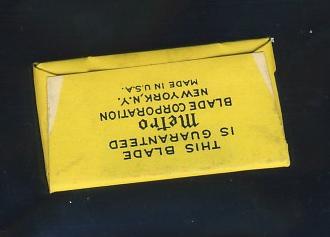 THIS BLADE
IS GUARANTEED
Metro
BLADE CORPORATION
NEW YORK, N.Y.
MADE IN U.S.A.